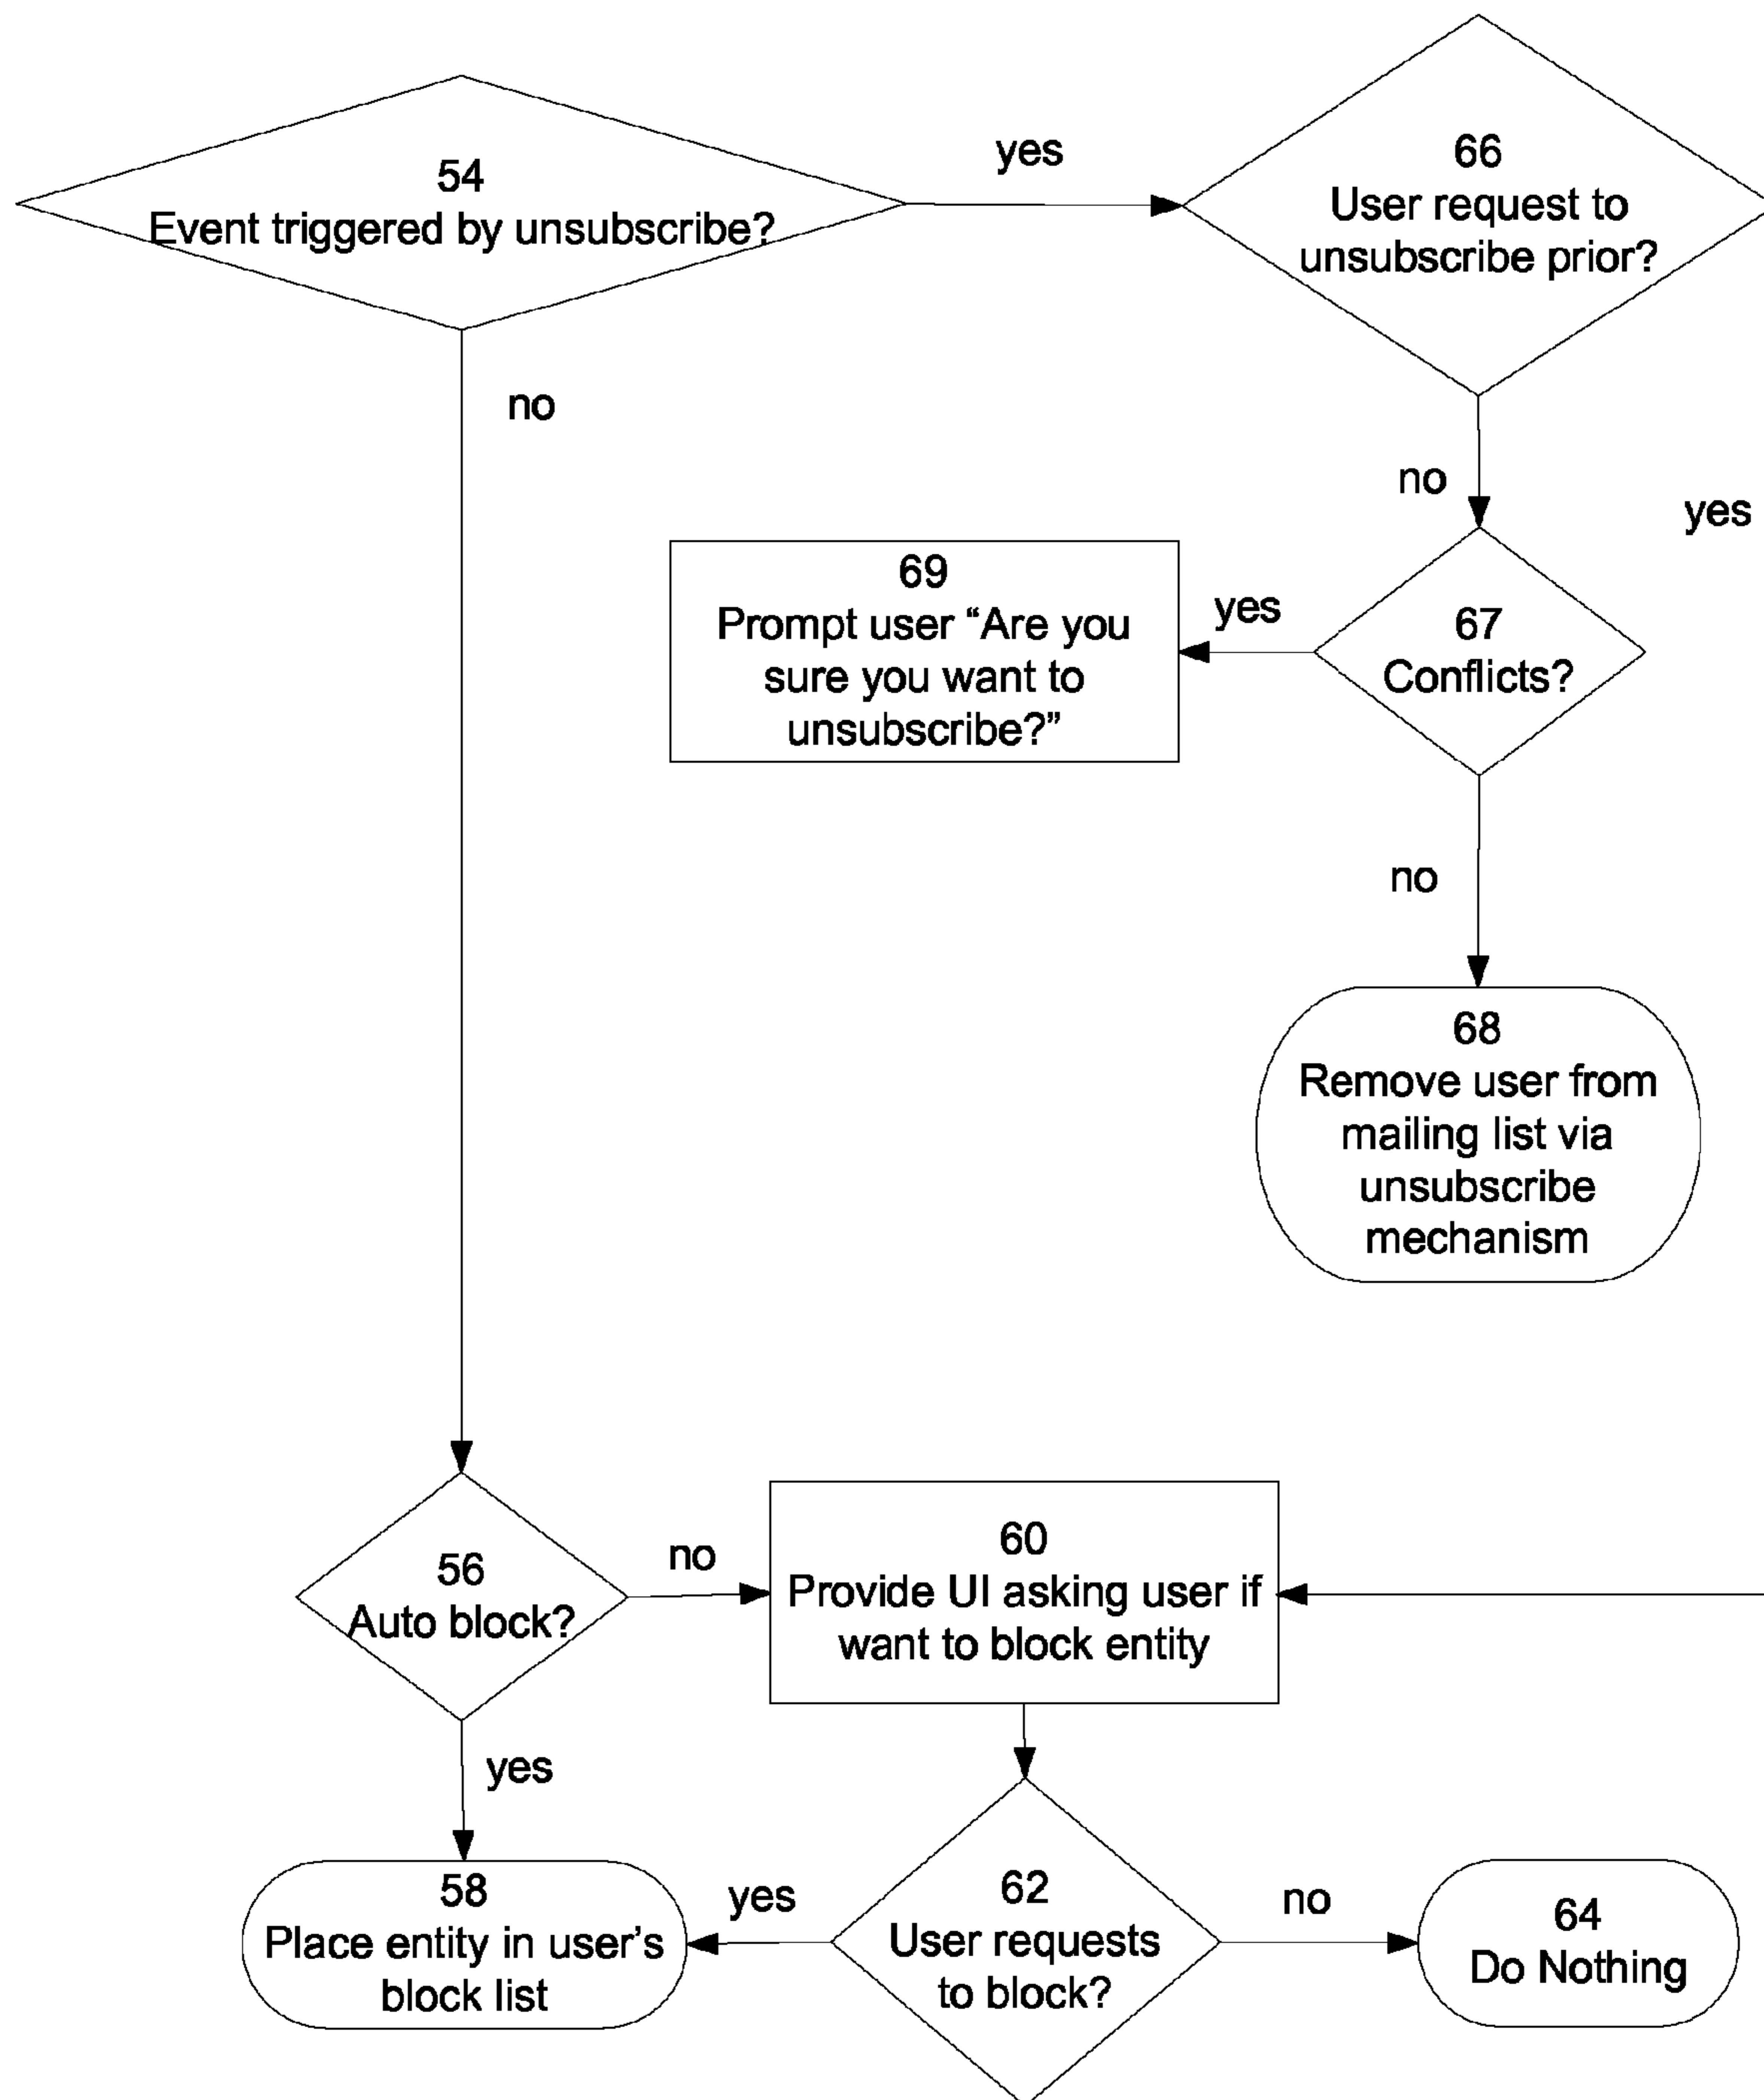 54
Event triggered by unsubscribe?
yes
66
User request to
unsubscribe prior?
no
no
yes
69
Prompt user “Are you
sure you want to
unsubscribe?”
yes
67
Conflicts?
no
68
Remove user from
mailing list via
unsubscribe
mechanism
56
Auto block?
no
60
Provide UI asking user if
want to block entity
yes
58
Place entity in user’s
block list
yes
62
User requests
to block?
no
64
Do Nothing